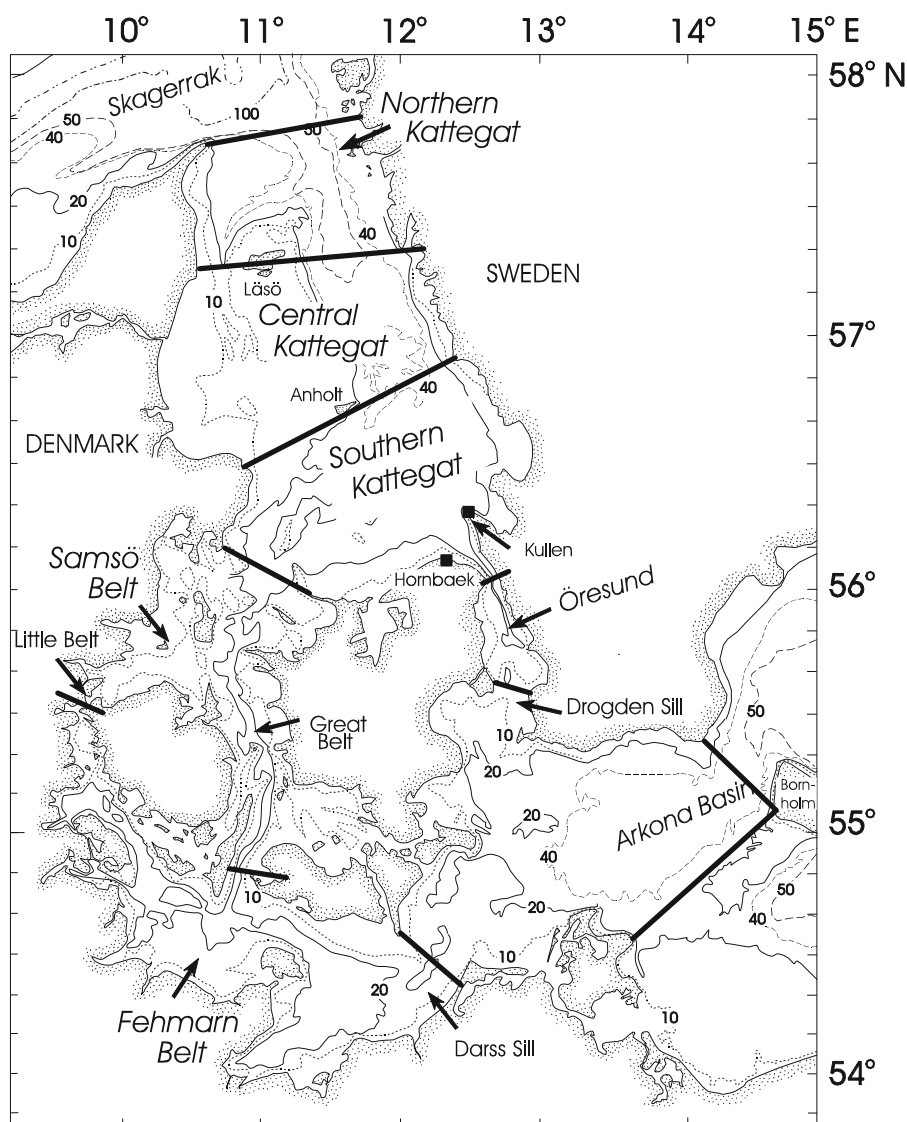 10° 11° 12° 13° 14° 15° E
58° N
Skagerrak
100
50
40
50
Northern
Kattegat
20
10
40
SWEDEN
Läsö
10
Central
Kattegat
57°
40
Anholt
DENMARK
Southern
Kattegat
Kullen
Samsö
Belt
Hornbaek
56°
Öresund
Little Belt
Drogden Sill
50
Great
Belt
10
20
Born-
holm
Arkona Basin
20
55°
40
10
50
20
40
10
20
10
Fehmarn
Belt
Darss Sill
54°